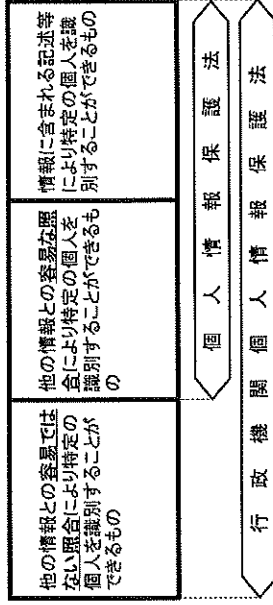 他の情報との容易では
ない照合により特定の
個人を識別することが
できるもの
他の情報との容易な照
合により特定の個人を
識別することができるも
の
情報に含まれる記述等
により特定の個人を識
別することができるもの
個人情報保護法
行政機関個人情報保護法